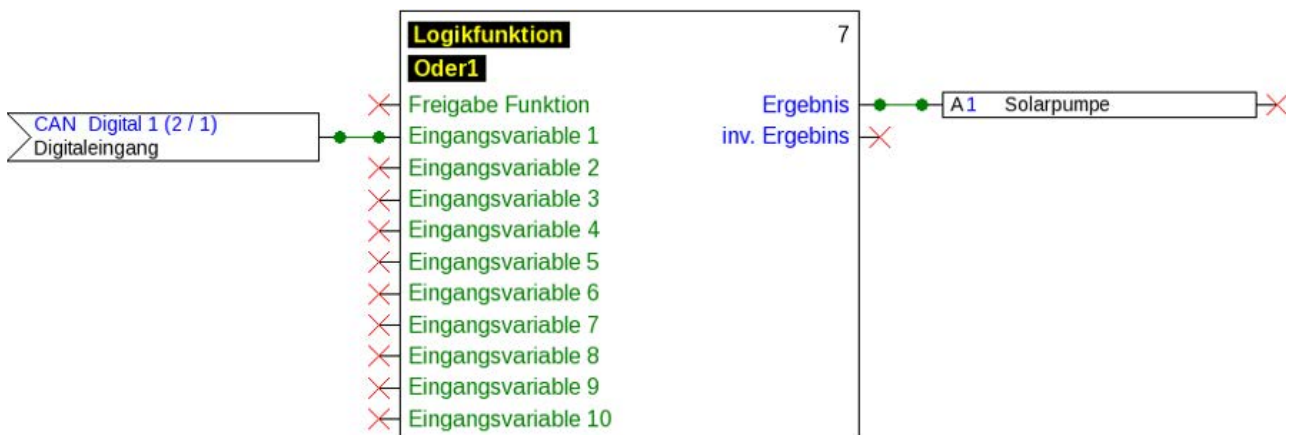 Logikfunktion 7
Oder1
Freigabe Funktion Ergebnis A1 Solarpumpe
CAN Digital 1 (2 / 1)
Digitaleingang
Eingangsvariable 1 inv. Ergebins
Eingangsvariable 2
Eingangsvariable 3
Eingangsvariable 4
Eingangsvariable 5
Eingangsvariable 6
Eingangsvariable 7
Eingangsvariable 8
Eingangsvariable 9
Eingangsvariable 10